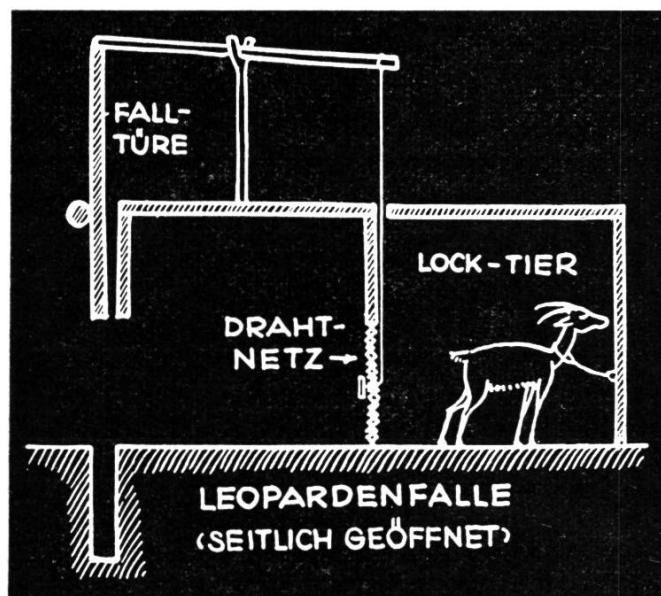 FALL-
TÜRE
LOCK-TIER
DRAHT-
NETZ
LEOPARDENFALLE
(SEITLICH GEÖFFNET)